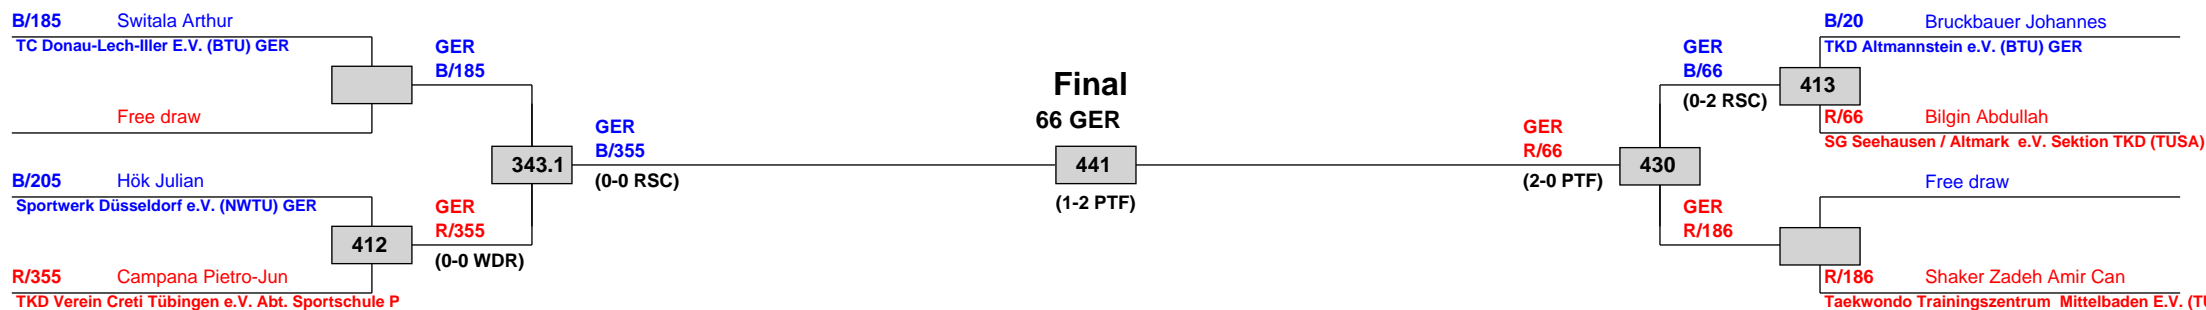 B/185 Switala Arthur
TC Donau-Lech-Iller E.V. (BTU) GER
Free draw
GER
B/185
B/205 Hök Julian
Sportwerk Düsseldorf e.V. (NWTU) GER
412
R/355 Campana Pietro-Jun
TKD Verein Creti Tübingen e.V. Abt. Sportschule P
GER
R/355
(0-0 WDR)
343.1
GER
B/355
(0-0 RSC)
Final
66 GER
441
(1-2 PTF)
GER
R/66
(2-0 PTF)
430
GER
B/66
(0-2 RSC)
413
B/20 Bruckbauer Johannes
TKD Altmannstein e.V. (BTU) GER
R/66 Bilgin Abdullah
SG Seehausen / Altmark e.V. Sektion TKD (TUSA)
GER
R/186
Free draw
R/186 Shaker Zadeh Amir Can
Taekwondo Trainingszentrum Mittelbaden E.V. (TU